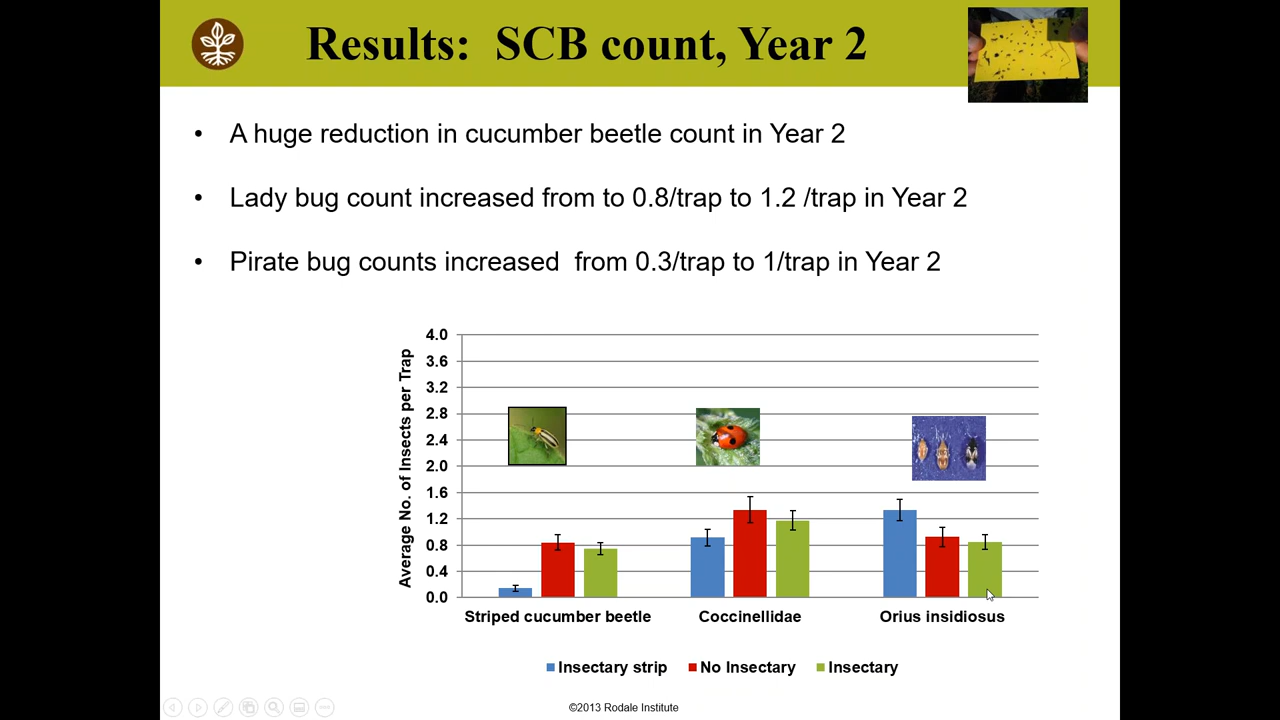 Results: SCB count, Year 2
• A huge reduction in cucumber beetle count in Year 2
• Lady bug count increased from to 0.8/trap to 1.2 /trap in Year 2
• Pirate bug counts increased from 0.3/trap to 1/trap in Year 2
Average No. of Insects per Trap
4.0
3.6
3.2
2.8
2.4
2.0
1.6
1.2
0.8
0.4
0.0
Striped cucumber beetle Coccinellidae Orius insidiosus
Insectary strip No Insectary Insectary
©2013 Rodale Institute